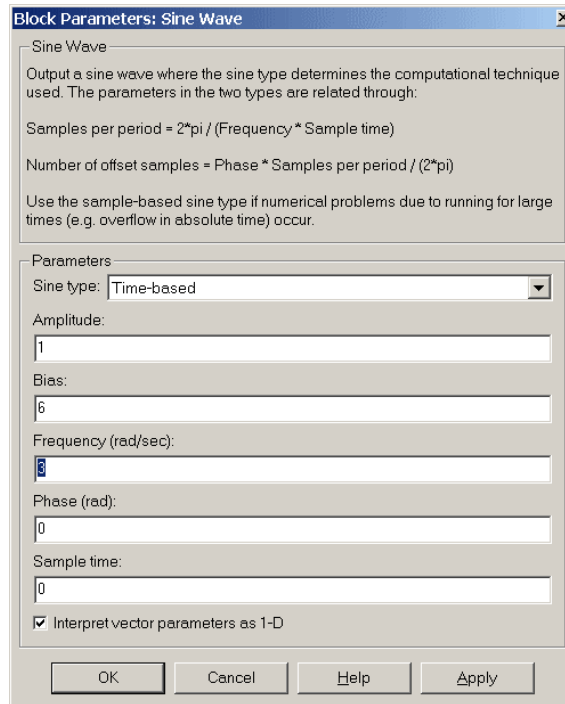 Block Parameters: Sine Wave
Sine Wave
Output a sine wave where the sine type determines the computational technique
used. The parameters in the two types are related through:
Samples per period = 2*pi / (Frequency * Sample time)
Number of offset samples = Phase * Samples per period / (2*pi)
Use the sample-based sine type if numerical problems due to running for large
times (e.g. overflow in absolute time) occur.
Parameters
Sine type: Time-based
Amplitude:
1
Bias:
6
Frequency (rad/sec):
3
Phase (rad):
0
Sample time:
0
Interpret vector parameters as 1-D
OK Cancel Help Apply